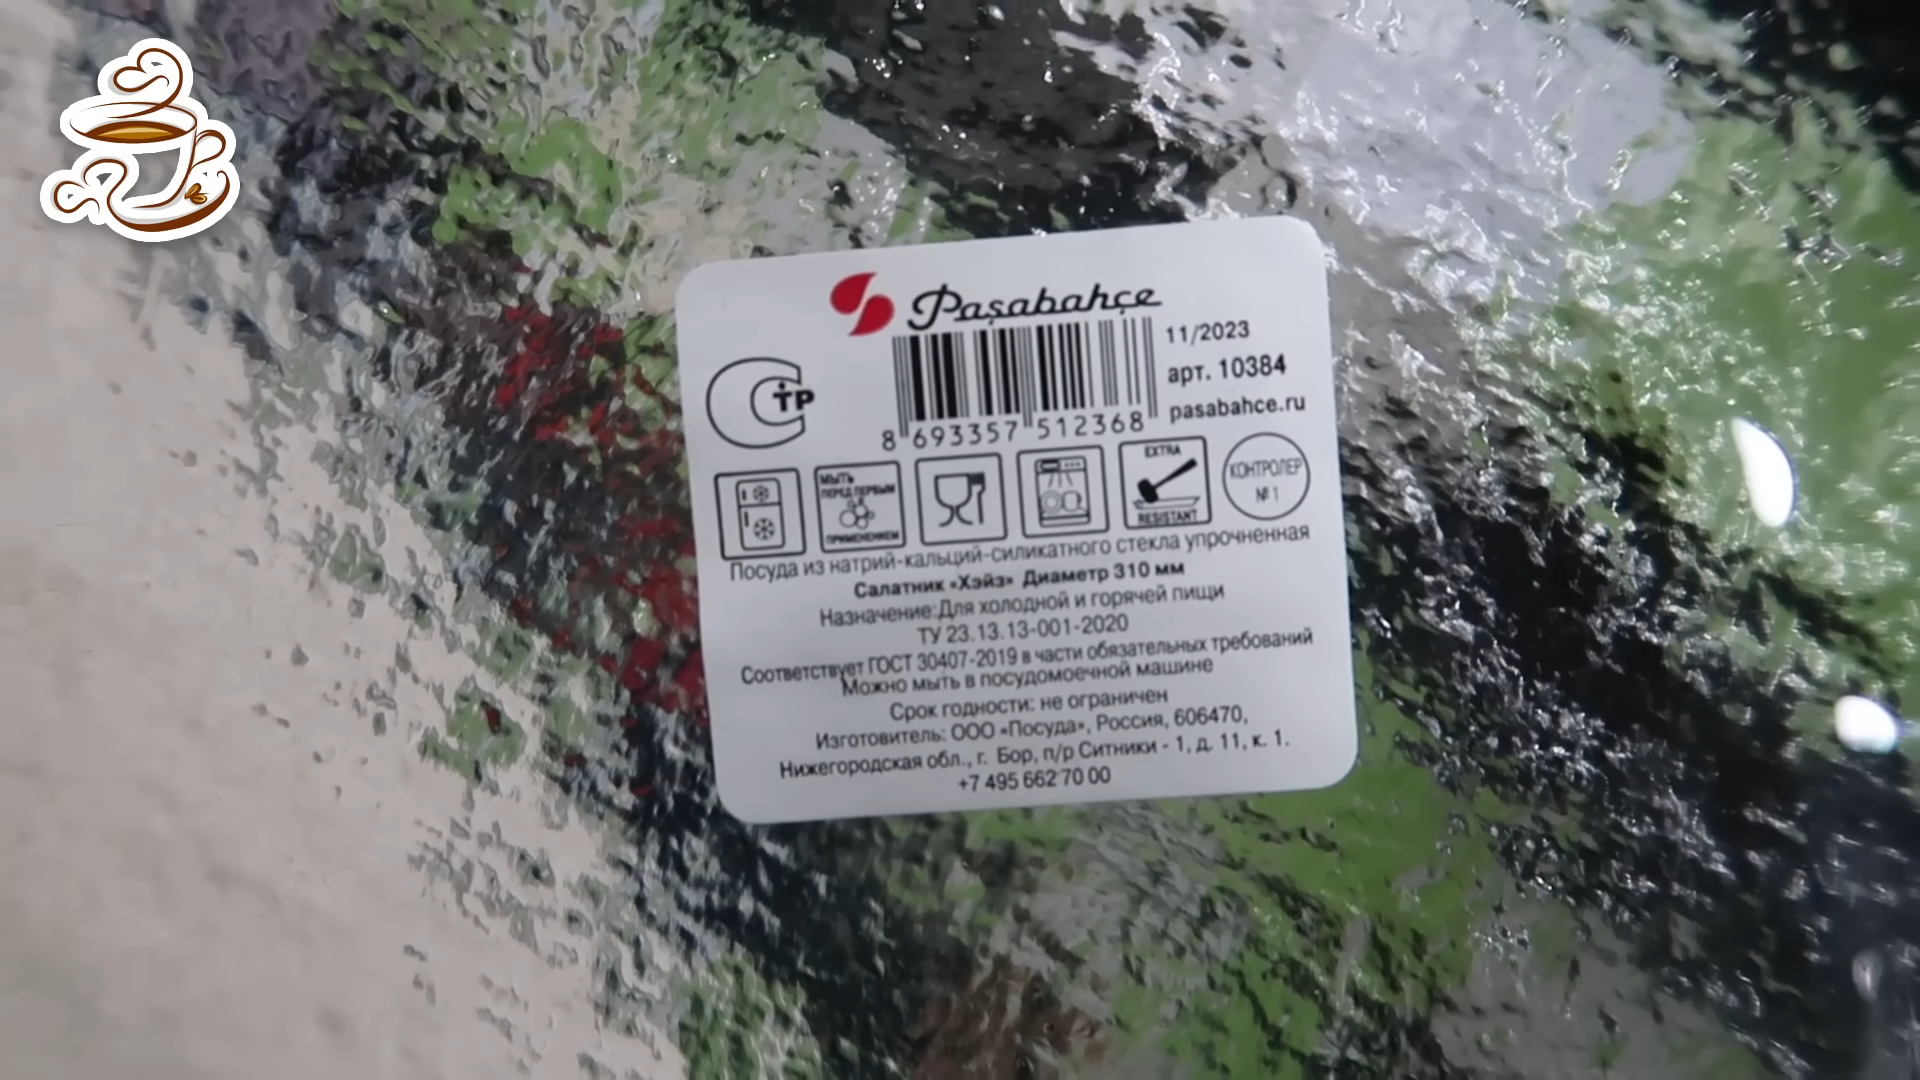 Paşabahçe
11/2023
арт. 10384
pasabahce.ru
8 693357 512368
ТР
МЫТЬ
ПЕРЕД ПЕРВЫМ
ПРИМЕНЕНИЕМ
EXTRA
RESISTANT
КОНТРОЛЕР
№ 1
Посуда из натрий-кальций-силикатного стекла упрочненная
Салатник «Хэйз» Диаметр 310 мм
Назначение:Для холодной и горячей пищи
ТУ 23.13.13-001-2020
Соответствует ГОСТ 30407-2019 в части обязательных требований
Можно мыть в посудомоечной машине
Срок годности: не ограничен
Изготовитель: ООО «Посуда», Россия, 606470,
Нижегородская обл., г. Бор, п/р Ситники - 1, д. 11, к. 1.
+7 495 662 70 00